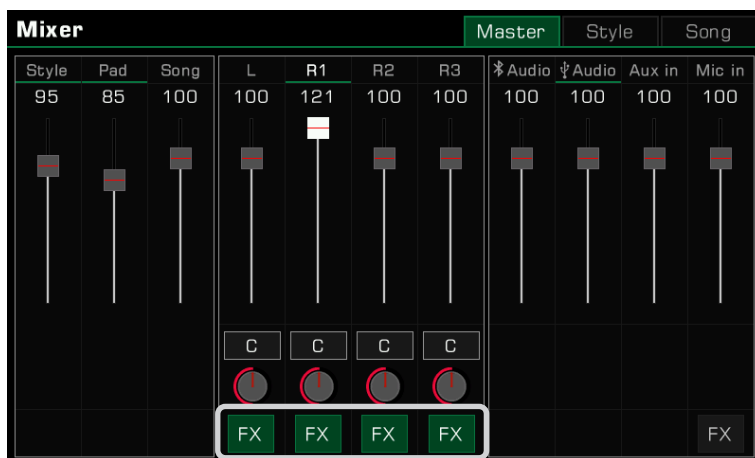 Mixer Master Style Song
Style Pad Song L R1 R2 R3 Audio Audio Aux in Mic in
95 85 100 100 121 100 100 100 100 100 100
C C C C
FX FX FX FX FX